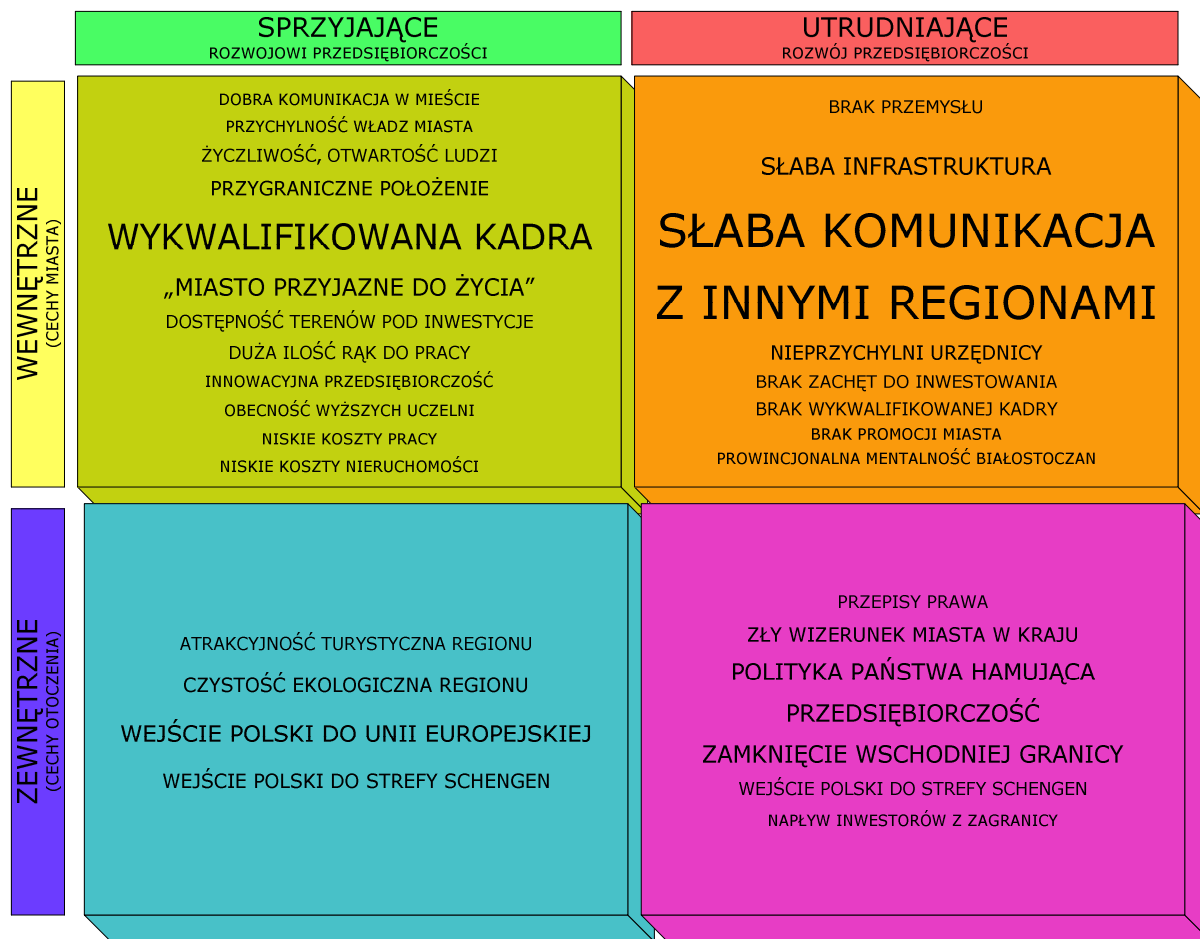 SPRZYJAJĄCE
ROZWOJOWI PRZEDSIĘBIORCZOŚCI
UTRUDNIAJĄCE
ROZWÓJ PRZEDSIĘBIORCZOŚCI
WEWNĘTRZNE
(CECHY MIASTA)
DOBRA KOMUNIKACJA W MIEŚCIE
PRZYCHYLNOŚĆ WŁADZ MIASTA
ŻYCZLIWOŚĆ, OTWARTOŚĆ LUDZI
PRZYGRANICZNE POŁOŻENIE
WYKWALIFIKOWANA KADRA
„MIASTO PRZYJAZNE DO ŻYCIA”
DOSTĘPNOŚĆ TERENÓW POD INWESTYCJE
DUŻA ILOŚĆ RĄK DO PRACY
INNOWACYJNA PRZEDSIĘBIORCZOŚĆ
OBECNOŚĆ WYŻSZYCH UCZELNI
NISKIE KOSZTY PRACY
NISKIE KOSZTY NIERUCHOMOŚCI
BRAK PRZEMYSŁU
SŁABA INFRASTRUKTURA
SŁABA KOMUNIKACJA
Z INNYMI REGIONAMI
NIEPRZYCHYLNI URZĘDNICY
BRAK ZACHĘT DO INWESTOWANIA
BRAK WYKWALIFIKOWANEJ KADRY
BRAK PROMOCJI MIASTA
PROWINCJONALNA MENTALNOŚĆ BIAŁOSTOCZAN
ZEWNĘTRZNE
(CECHY OTOCZENIA)
ATRAKCYJNOŚĆ TURYSTYCZNA REGIONU
CZYSTOŚĆ EKOLOGICZNA REGIONU
WEJŚCIE POLSKI DO UNII EUROPEJSKIEJ
WEJŚCIE POLSKI DO STREFY SCHENGEN
PRZEPISY PRAWA
ZŁY WIZERUNEK MIASTA W KRAJU
POLITYKA PAŃSTWA HAMUJĄCA
PRZEDSIĘBIORCZOŚĆ
ZAMKNIĘCIE WSCHODNIEJ GRANICY
WEJŚCIE POLSKI DO STREFY SCHENGEN
NAPŁYW INWESTORÓW Z ZAGRANICY